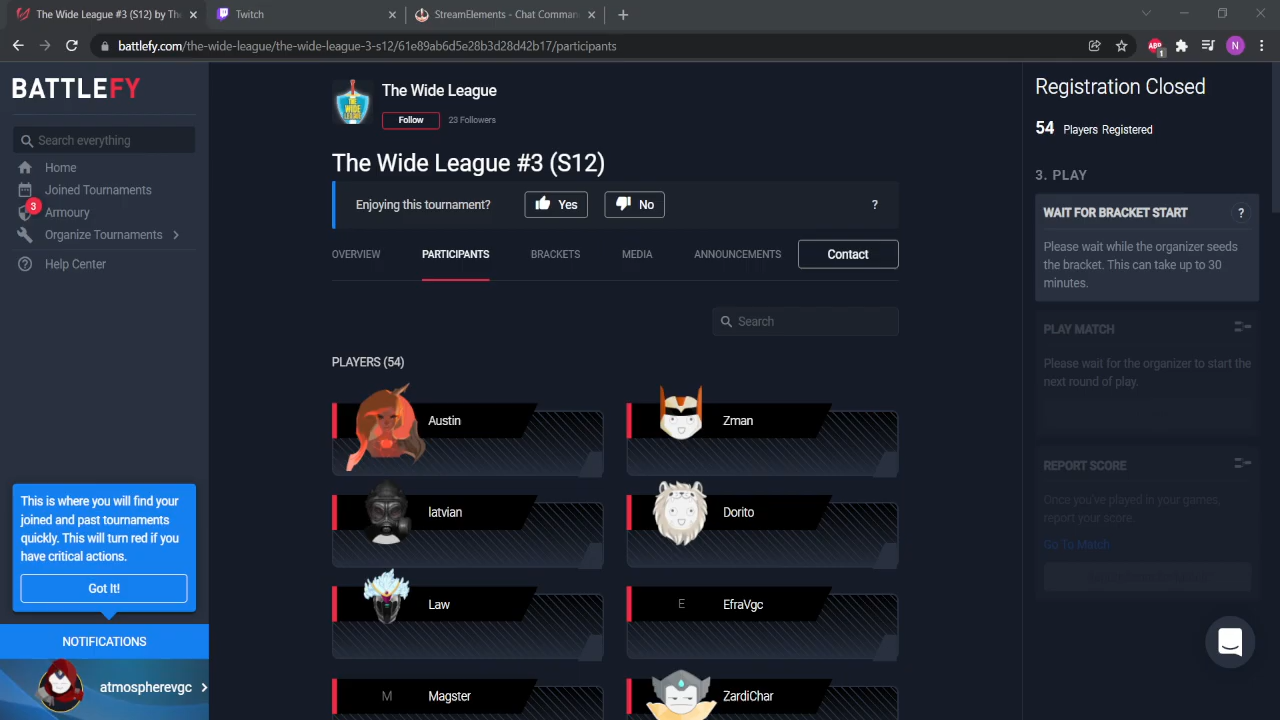 The Wide League #3 (S12) by The
Twitch
StreamElements - Chat Comman
battlefy.com/the-wide-league/the-wide-league-3-s12/61e89ab6d5e28b3d28d42b17/participants
ABP
1
N
BATTLEFY
Search everything
Home
Joined Tournaments
3
Armoury
Organize Tournaments
Help Center
This is where you will find your
joined and past tournaments
quickly. This will turn red if you
have critical actions.
Got it!
NOTIFICATIONS
atmospherevgc
THE WIDE LEAGUE
The Wide League
Follow
23 Followers
The Wide League #3 (S12)
Enjoying this tournament?
Yes
No
?
OVERVIEW
PARTICIPANTS
BRACKETS
MEDIA
ANNOUNCEMENTS
Contact
Search
PLAYERS (54)
Austin
Zman
latvian
Dorito
Law
E
EfraVgc
M
Magster
ZardiChar
Registration Closed
54 Players Registered
3. PLAY
WAIT FOR BRACKET START
?
Please wait while the organizer seeds
the bracket. This can take up to 30
minutes.
PLAY MATCH
Please wait for the organizer to start the
next round of play.
REPORT SCORE
Once you've played in your games,
report your score.
Go To Match